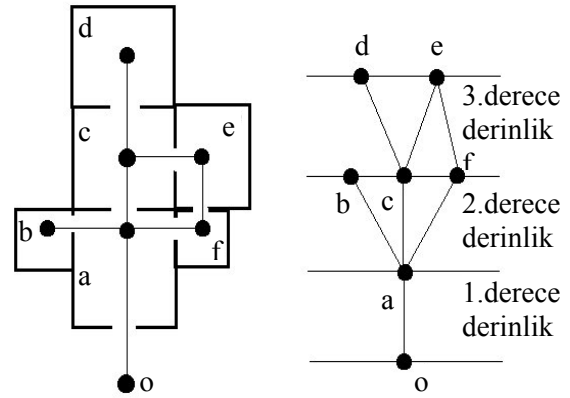 d
c
e
b
f
a
o
d
e
3.derece
derinlik
f
b
c
2.derece
derinlik
a
1.derece
derinlik
o